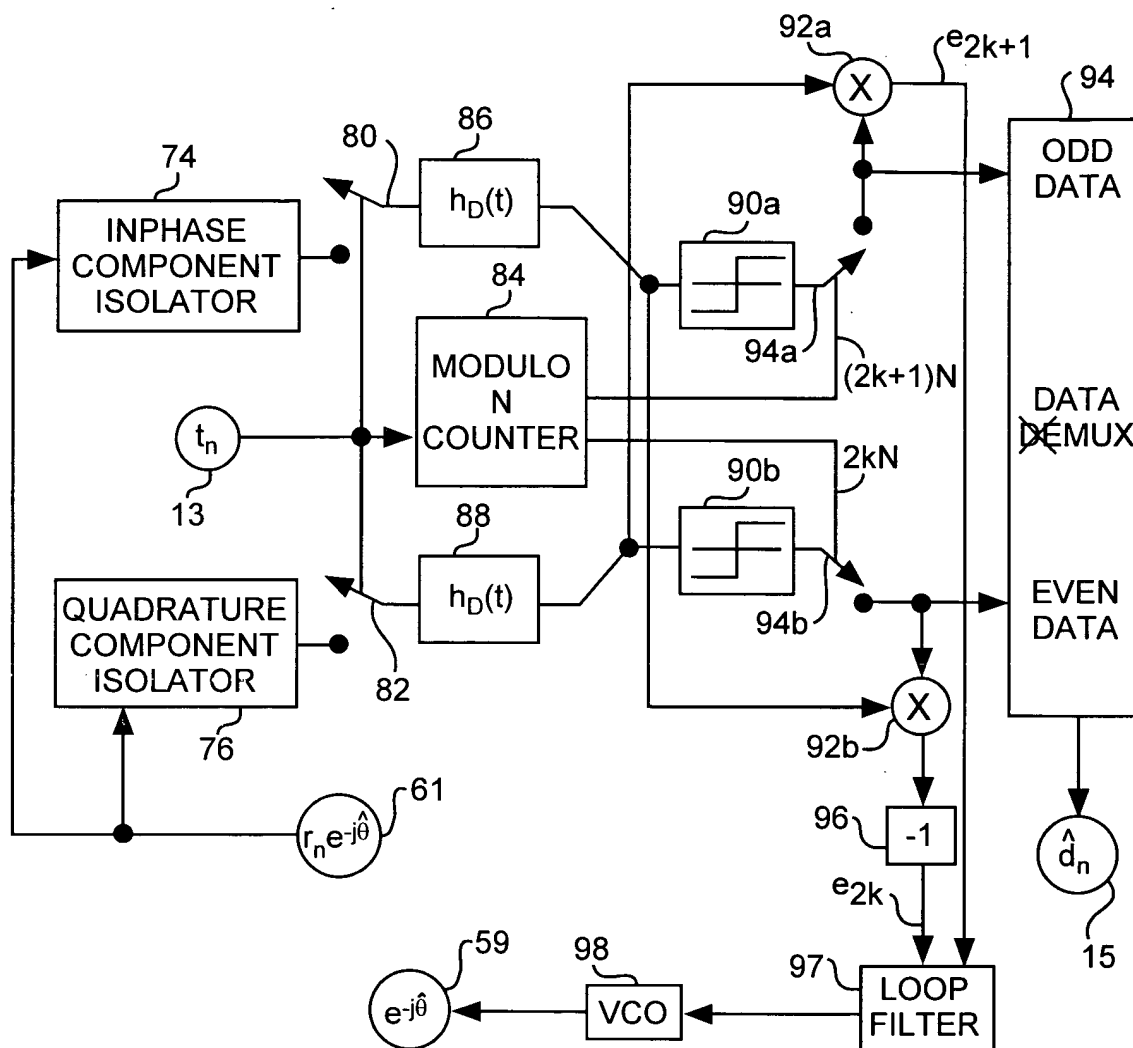 92a
e2k+1
94
80
86
74
hD(t)
ODD
DATA
INPHASE
COMPONENT
ISOLATOR
90a
84
94a
(2k+1)N
MODULO
N
COUNTER
DATA
DEMUX
tn
13
2kN
90b
88
QUADRATURE
COMPONENT
ISOLATOR
hD(t)
94b
EVEN
DATA
82
X
X
76
92b
61
rne-jθ̂
96
-1
d̂n
e2k
15
59
98
97
e-jθ̂
VCO
LOOP
FILTER